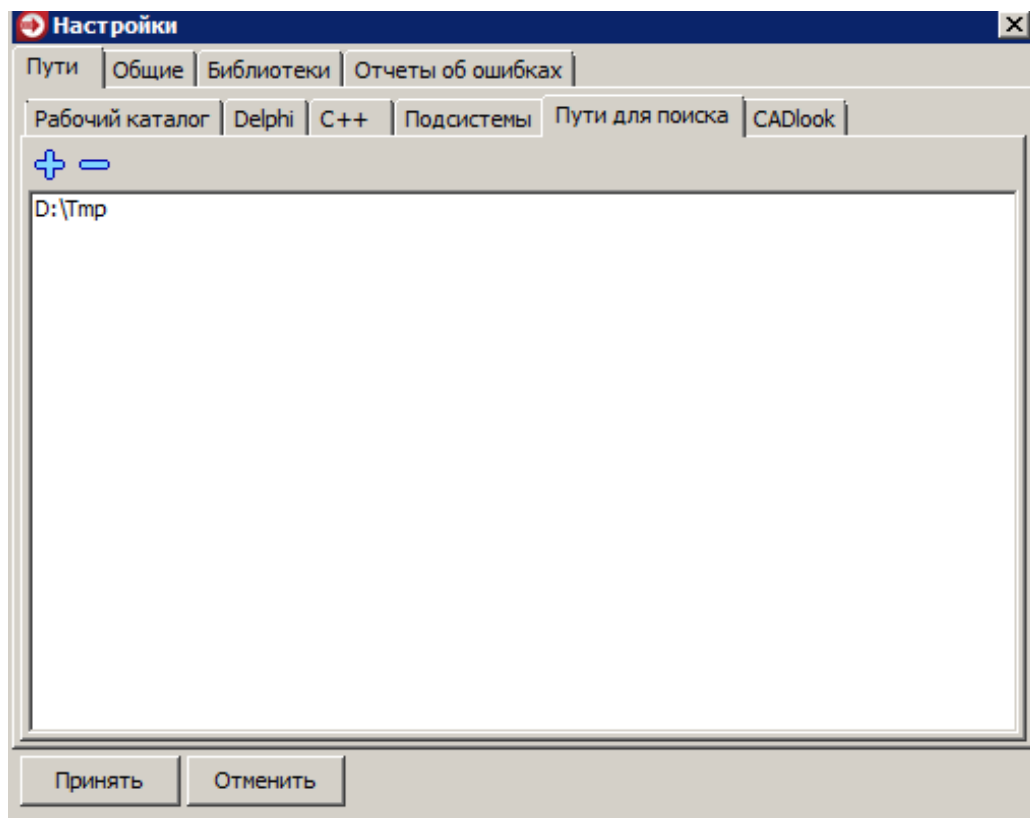 Настройки
Пути Общие Библиотеки Отчеты об ошибках
Рабочий каталог Delphi C++ Подсистемы Пути для поиска CADlook
D:\Tmp
Принять Отменить